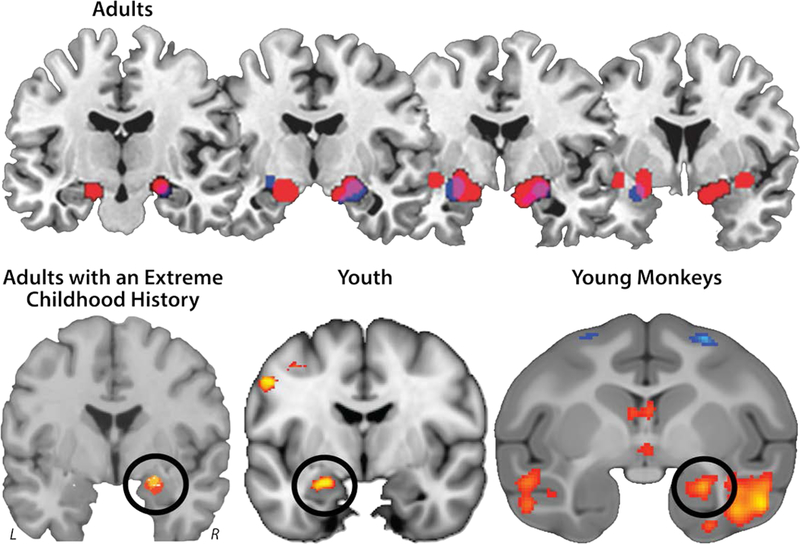 Adults
Adults with an Extreme
Childhood History
Youth
Young Monkeys
L
R